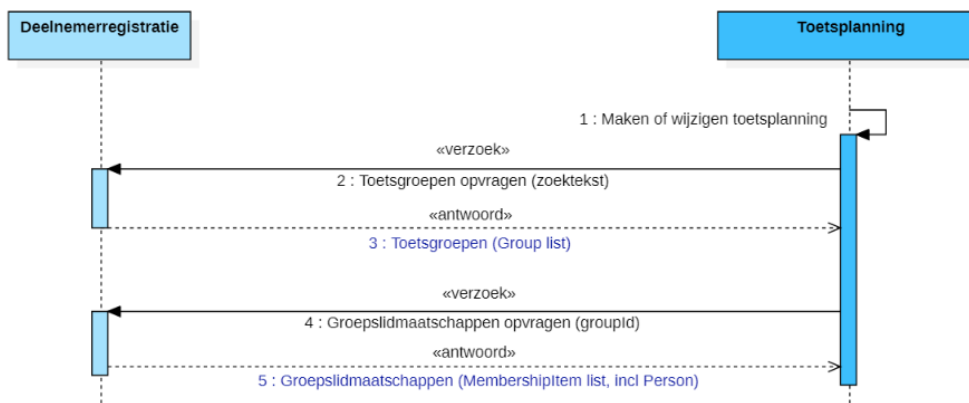 Deelnemerregistratie
Toetsplanning
1 : Maken of wijzigen toetsplanning
«verzoek»
2 : Toetsgroepen opvragen (zoektekst)
«antwoord»
3 : Toetsgroepen (Group list)
«verzoek»
4 : Groepslidmaatschappen opvragen (groupId)
«antwoord»
5 : Groepslidmaatschappen (MembershipItem list, incl Person)